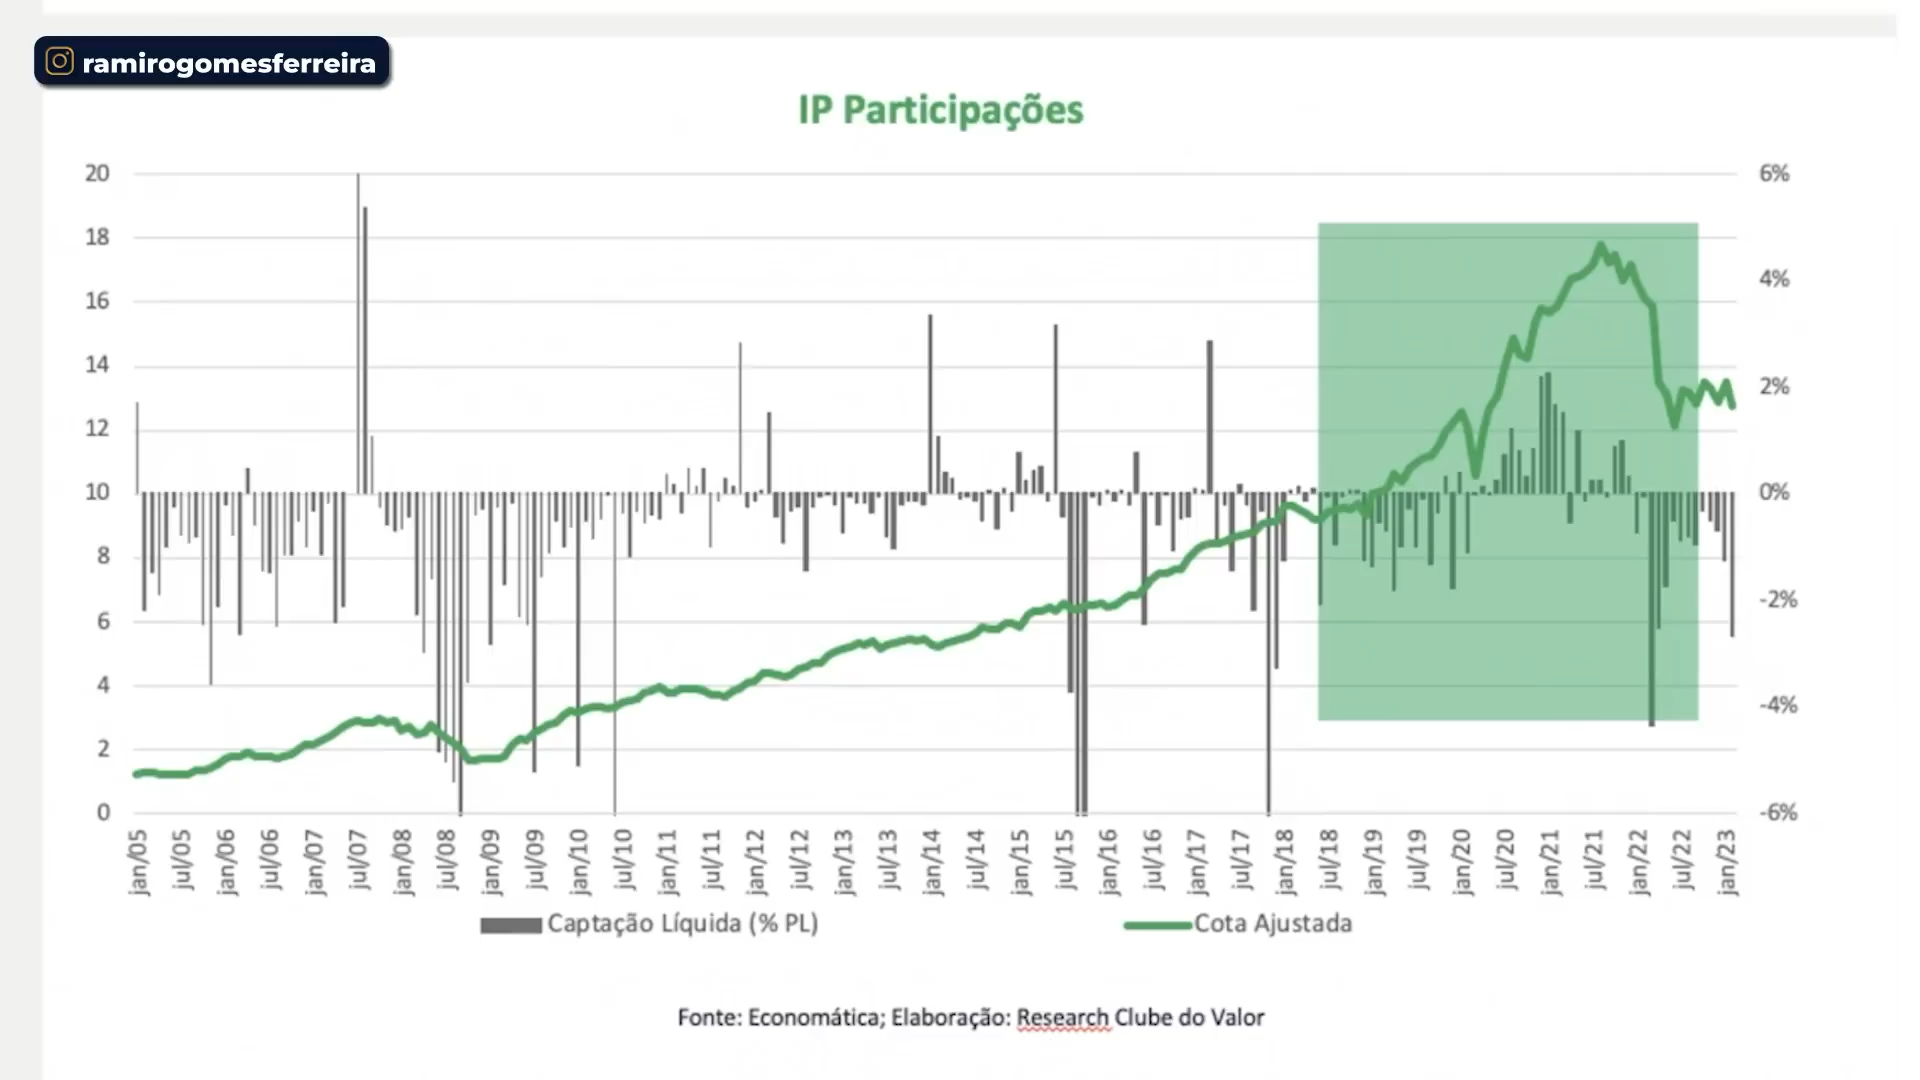 ramirogomesferreira
IP Participações
20
18
16
14
12
10
8
6
4
2
0
6%
4%
2%
0%
-2%
-4%
-6%
jan/05
jul/05
jan/06
jul/06
jan/07
jul/07
jan/08
jul/08
jan/09
jul/09
jan/10
jul/10
jan/11
jul/11
jan/12
jul/12
jan/13
jul/13
jan/14
jul/14
jan/15
jul/15
jan/16
jul/16
jan/17
jul/17
jan/18
jul/18
jan/19
jul/19
jan/20
jul/20
jan/21
jul/21
jan/22
jul/22
jan/23
Captação Líquida (% PL)
Cota Ajustada
Fonte: Economática; Elaboração: Research Clube do Valor